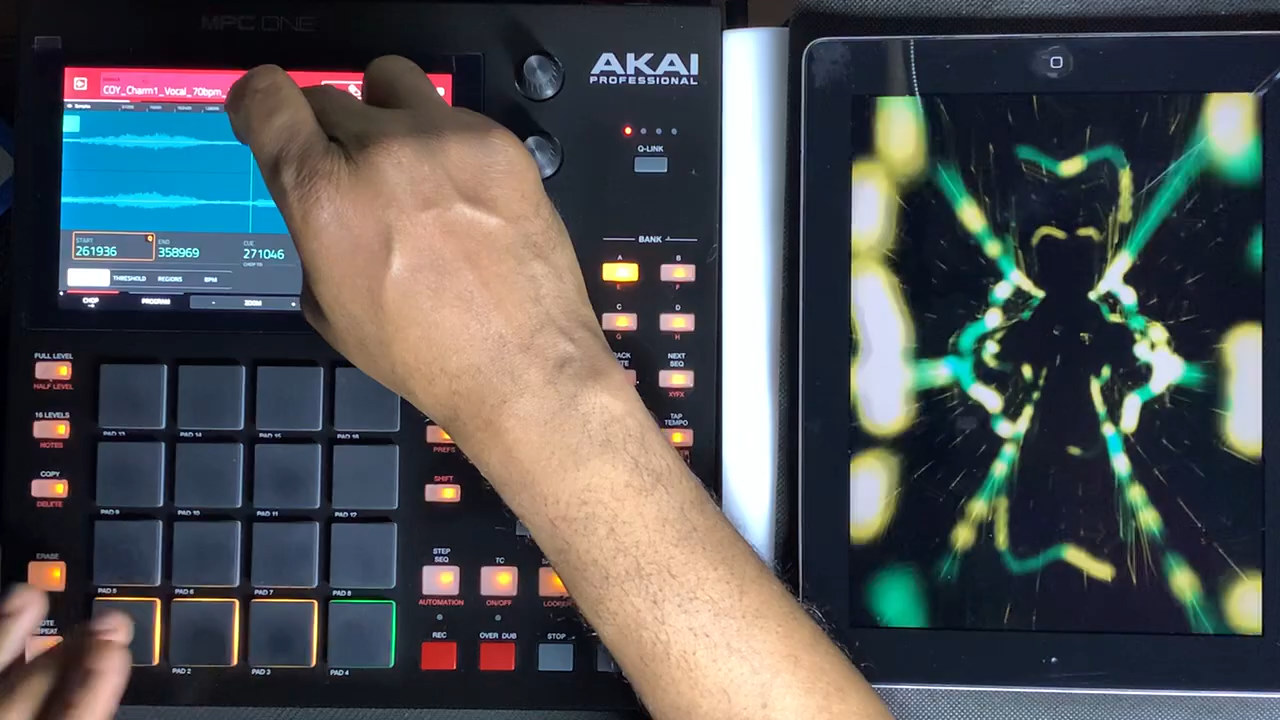 MPC ONE
AKAI
PROFESSIONAL
COY_Charm1_Vocal_70bpm_
Q-LINK
START
261936
END
358969
CUE
271046
CHOP TO
THRESHOLD
REGIONS
BPM
CHOP
PROGRAM
ZOOM
BANK
A
B
E
F
C
D
G
H
NEXT
SEQ
XYFX
TAP
TEMPO
FULL LEVEL
HALF LEVEL
16 LEVELS
NOTES
COPY
DELETE
ERASE
PREFS
SHIFT
PAD 13
PAD 14
PAD 15
PAD 16
PAD 9
PAD 10
PAD 11
PAD 12
PAD 5
PAD 6
PAD 7
PAD 8
PAD 2
PAD 3
PAD 4
STEP
SEQ
AUTOMATION
TC
ON/OFF
REC
OVER DUB
STOP